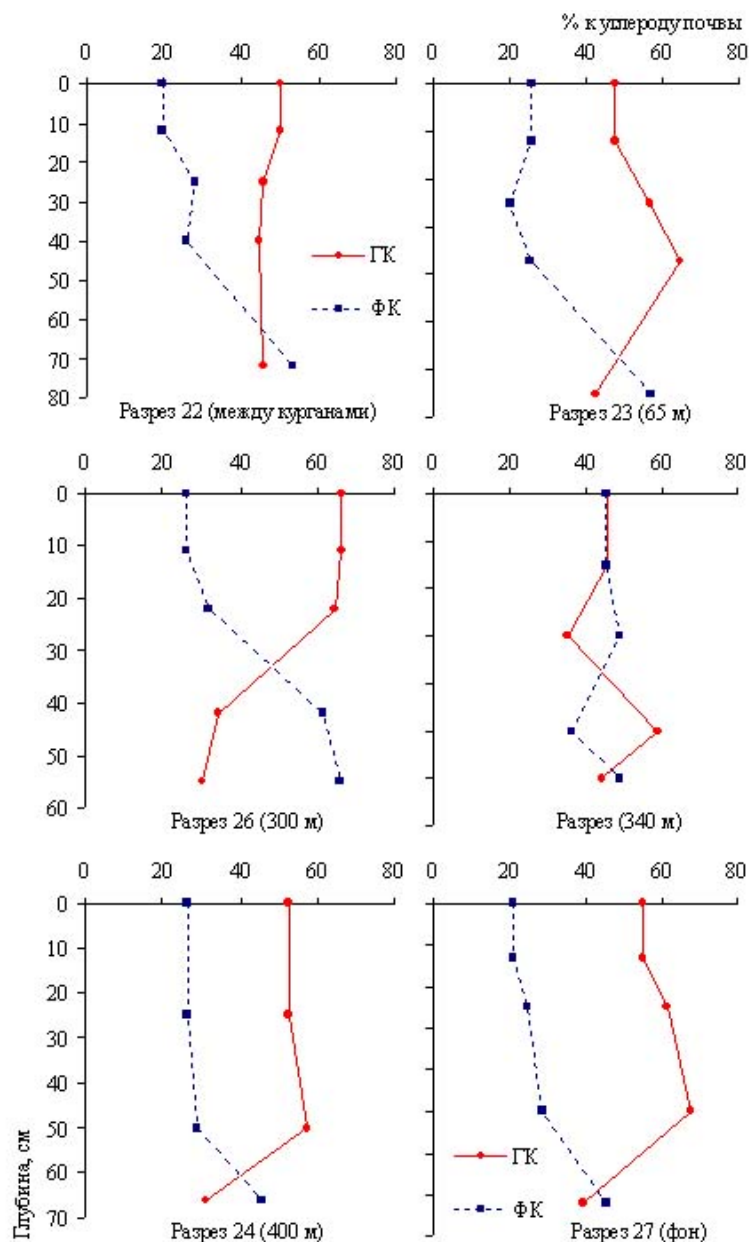 % к углероду почвы
0 20 40 60 80
0 20 40 60 80
0
10
20
30
40
50
60
70
80
ГК
ФК
Разрез 22 (между курганами)
Разрез 23 (65 м)
0 20 40 60 80
0 20 40 60 80
0
10
20
30
40
50
60
Разрез 26 (300 м)
Разрез (340 м)
0 20 40 60 80
0 20 40 60 80
0
10
20
30
40
50
60
70
Глубина, см
ГК
ФК
Разрез 24 (400 м)
Разрез 27 (фон)